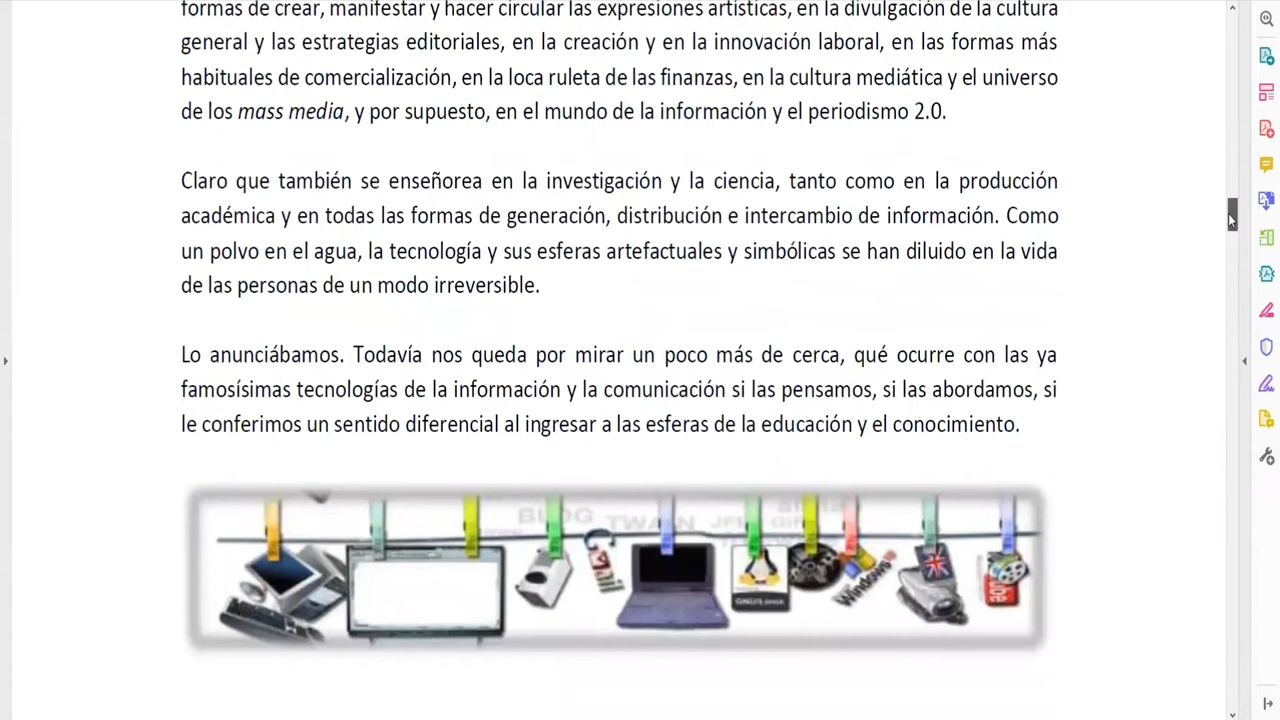 formas de crear, manifestar y hacer circular las expresiones artísticas, en la divulgación de la cultura
general y las estrategias editoriales, en la creación y en la innovación laboral, en las formas más
habituales de comercialización, en la loca ruleta de las finanzas, en la cultura mediática y el universo
de los mass media, y por supuesto, en el mundo de la información y el periodismo 2.0.
Claro que también se enseñorea en la investigación y la ciencia, tanto como en la producción
académica y en todas las formas de generación, distribución e intercambio de información. Como
un polvo en el agua, la tecnología y sus esferas artefactuales y simbólicas se han diluido en la vida
de las personas de un modo irreversible.
Lo anunciábamos. Todavía nos queda por mirar un poco más de cerca, qué ocurre con las ya
famosísimas tecnologías de la información y la comunicación si las pensamos, si las abordamos, si
le conferimos un sentido diferencial al ingresar a las esferas de la educación y el conocimiento.
BLOG TWAIN
Windows